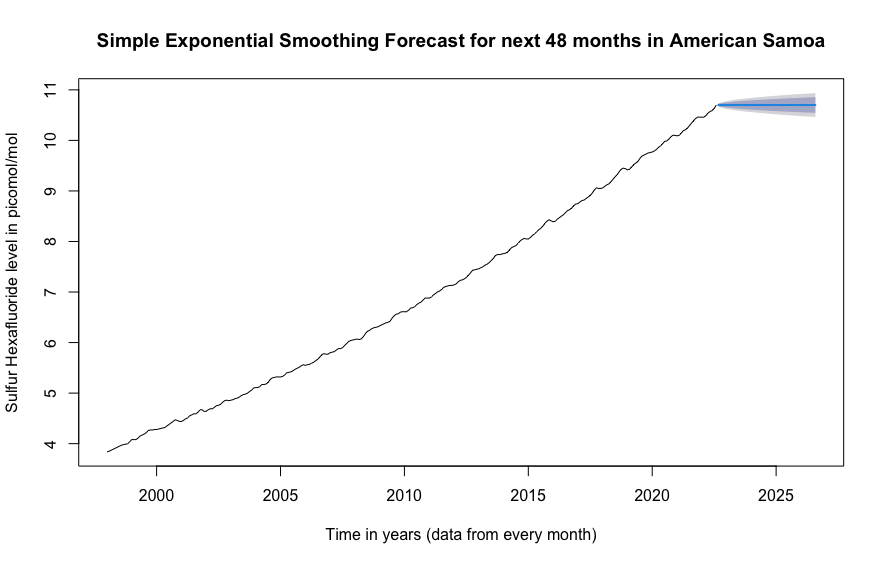 Simple Exponential Smoothing Forecast for next 48 months in American Samoa
Sulfur Hexafluoride level in picomol/mol
11
10
9
8
7
6
5
4
2000 2005 2010 2015 2020 2025
Time in years (data from every month)